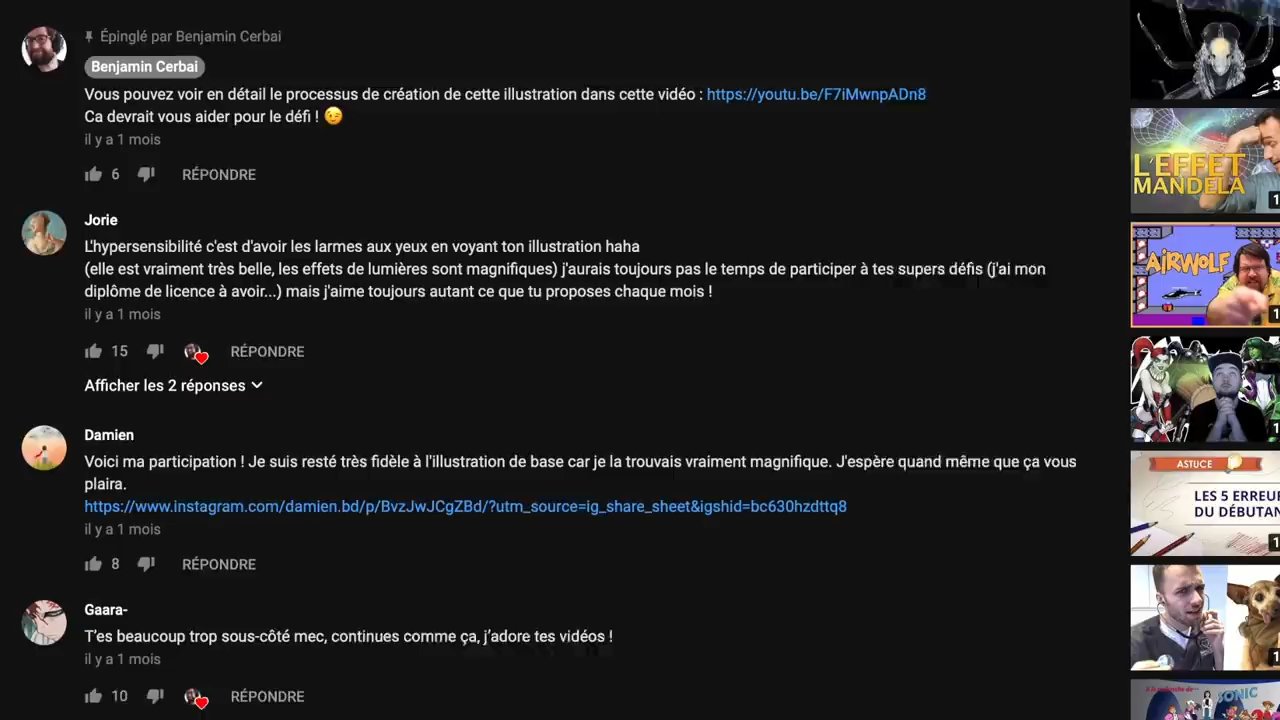 Épinglé par Benjamin Cerbai
Benjamin Cerbai
Vous pouvez voir en détail le processus de création de cette illustration dans cette vidéo : https://youtu.be/F7iMwnpADn8
Ca devrait vous aider pour le défi ! 😉
il y a 1 mois
6 RÉPONDRE
Jorie
L'hypersensibilité c'est d'avoir les larmes aux yeux en voyant ton illustration haha
(elle est vraiment très belle, les effets de lumières sont magnifiques) j'aurais toujours pas le temps de participer à tes supers défis (j'ai mon
diplôme de licence à avoir...) mais j'aime toujours autant ce que tu proposes chaque mois !
il y a 1 mois
15 RÉPONDRE
Afficher les 2 réponses
Damien
Voici ma participation ! Je suis resté très fidèle à l'illustration de base car je la trouvais vraiment magnifique. J'espère quand même que ça vous
plaira.
https://www.instagram.com/damien.bd/p/BvzJwJCgZBd/?utm_source=ig_share_sheet&igshid=bc630hzdttq8
il y a 1 mois
8 RÉPONDRE
Gaara-
T'es beaucoup trop sous-côté mec, continues comme ça, j'adore tes vidéos !
il y a 1 mois
10 RÉPONDRE
3
L'EFFET
MANDELA
1
AIRWOLF
1
1
ASTUCE
LES 5 ERREUR
DU DÉBUTAN
1
1
SONIC